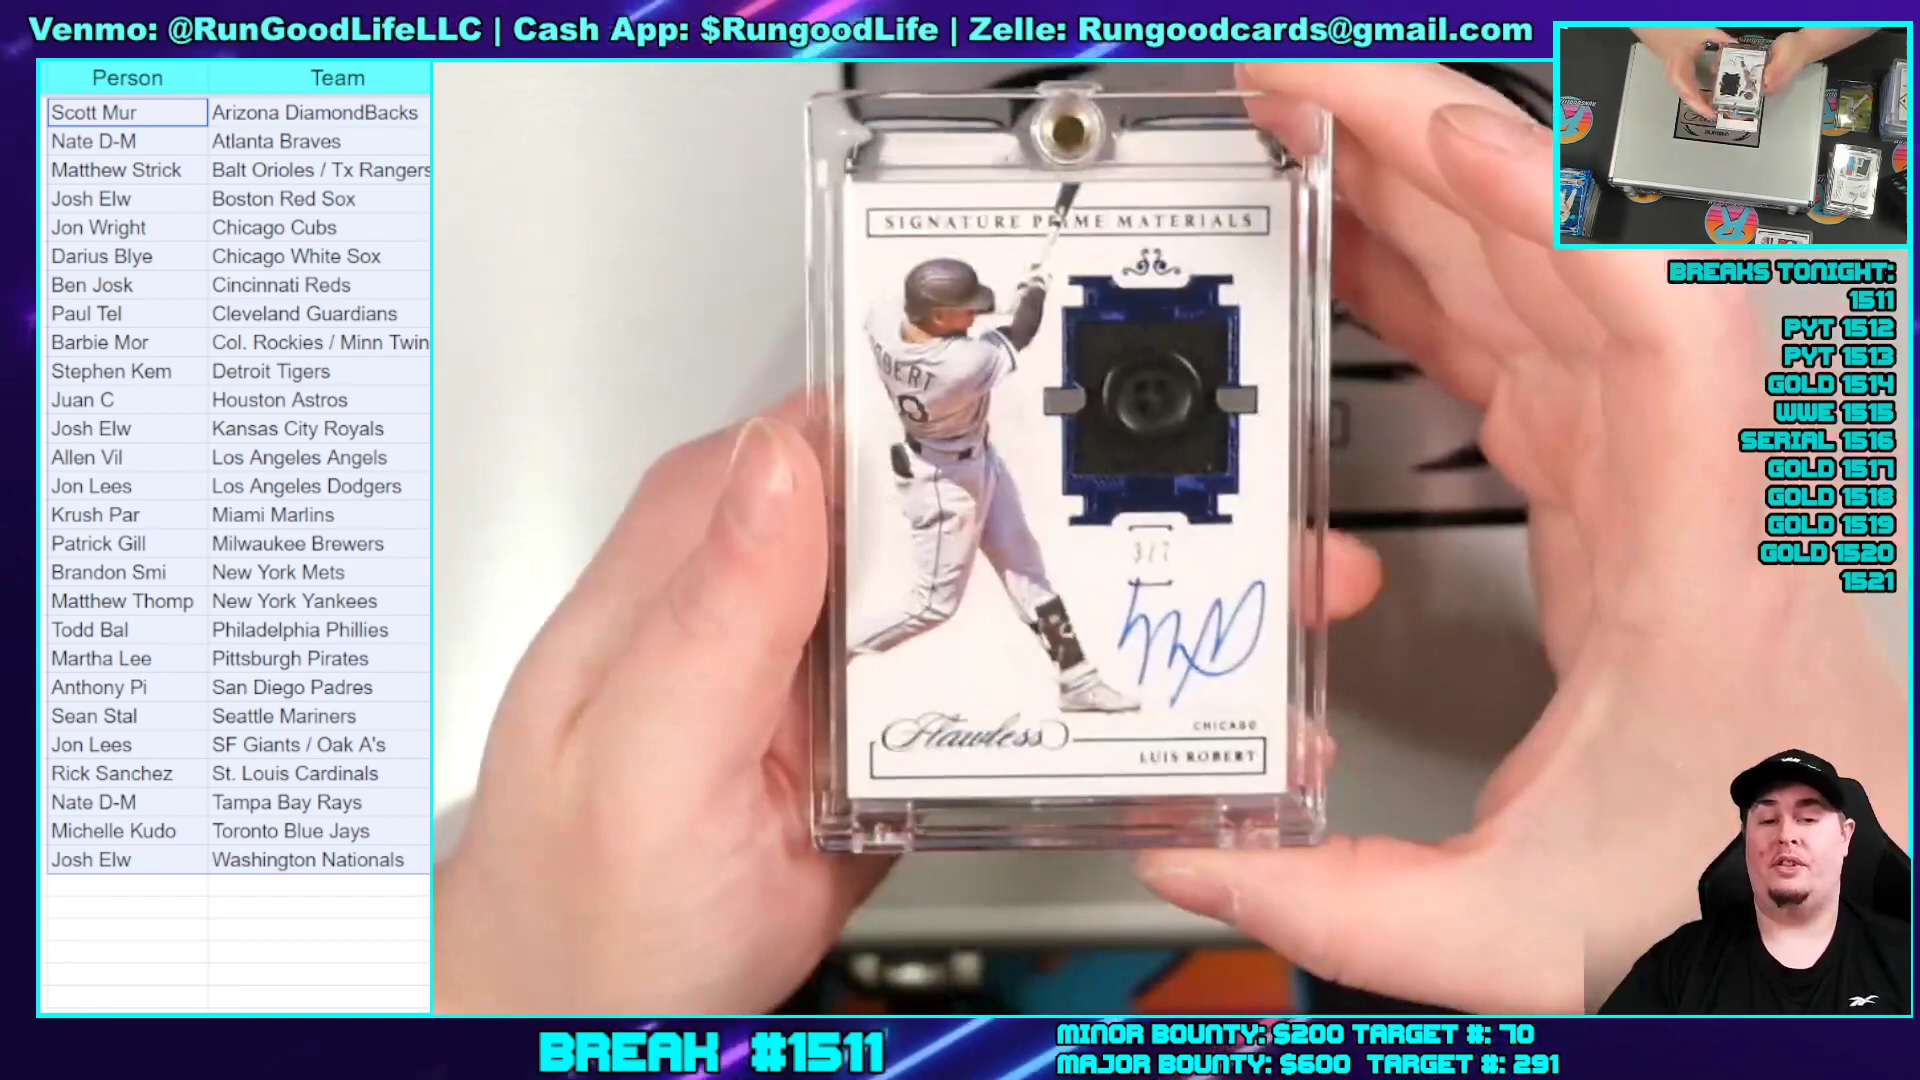 Venmo: @RunGoodLifeLLC | Cash App: $RungoodLife | Zelle: Rungoodcards@gmail.com
Person Team
Scott Mur Arizona DiamondBacks
Nate D-M Atlanta Braves
Matthew Strick Balt Orioles / Tx Rangers
Josh Elw Boston Red Sox
Jon Wright Chicago Cubs
Darius Blye Chicago White Sox
Ben Josk Cincinnati Reds
Paul Tel Cleveland Guardians
Barbie Mor Col. Rockies / Minn Twin
Stephen Kem Detroit Tigers
Juan C Houston Astros
Josh Elw Kansas City Royals
Allen Vil Los Angeles Angels
Jon Lees Los Angeles Dodgers
Krush Par Miami Marlins
Patrick Gill Milwaukee Brewers
Brandon Smi New York Mets
Matthew Thomp New York Yankees
Todd Bal Philadelphia Phillies
Martha Lee Pittsburgh Pirates
Anthony Pi San Diego Padres
Sean Stal Seattle Mariners
Jon Lees SF Giants / Oak A's
Rick Sanchez St. Louis Cardinals
Nate D-M Tampa Bay Rays
Michelle Kudo Toronto Blue Jays
Josh Elw Washington Nationals
SIGNATURE PRIME MATERIALS
3/7
Flawless
CHICAGO
LUIS ROBERT
BREAKS TONIGHT:
1511
PYT 1512
PYT 1513
GOLD 1514
WWE 1515
SERIAL 1516
GOLD 1517
GOLD 1518
GOLD 1519
GOLD 1520
1521
BREAK #1511
MINOR BOUNTY: $200 TARGET #: 70
MAJOR BOUNTY: $600 TARGET #: 291